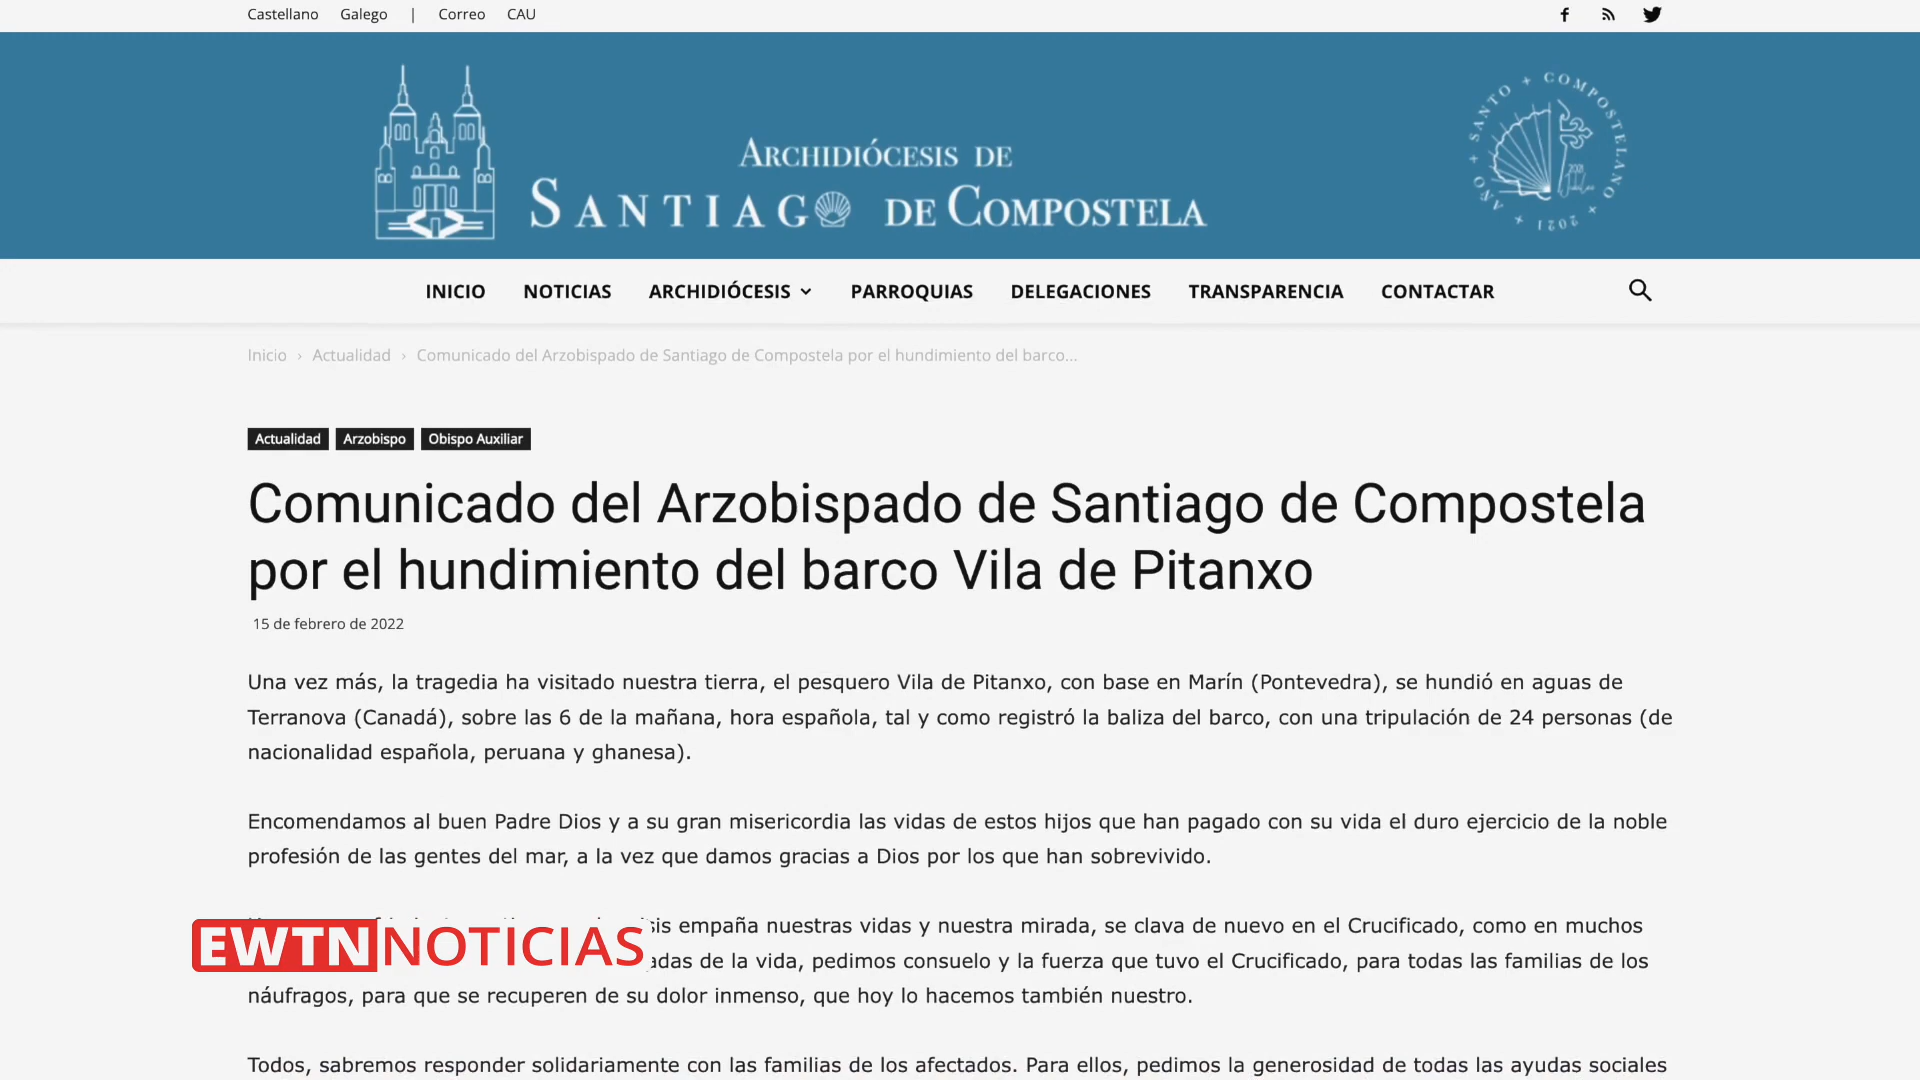 Castellano Galego | Correo CAU
ARCHIDIÓCESIS DE
SANTIAGO DE COMPOSTELA
AÑO + SANTO + COMPOSTELANO + 2021 +
INICIO NOTICIAS ARCHIDIÓCESIS PARROQUIAS DELEGACIONES TRANSPARENCIA CONTACTAR
Inicio › Actualidad › Comunicado del Arzobispado de Santiago de Compostela por el hundimiento del barco...
Actualidad Arzobispo Obispo Auxiliar
Comunicado del Arzobispado de Santiago de Compostela
por el hundimiento del barco Vila de Pitanxo
15 de febrero de 2022
Una vez más, la tragedia ha visitado nuestra tierra, el pesquero Vila de Pitanxo, con base en Marín (Pontevedra), se hundió en aguas de
Terranova (Canadá), sobre las 6 de la mañana, hora española, tal y como registró la baliza del barco, con una tripulación de 24 personas (de
nacionalidad española, peruana y ghanesa).
Encomendamos al buen Padre Dios y a su gran misericordia las vidas de estos hijos que han pagado con su vida el duro ejercicio de la noble
profesión de las gentes del mar, a la vez que damos gracias a Dios por los que han sobrevivido.
empaña nuestras vidas y nuestra mirada, se clava de nuevo en el Crucificado, como en muchos
EWTN NOTICIAS
de la vida, pedimos consuelo y la fuerza que tuvo el Crucificado, para todas las familias de los
náufragos, para que se recuperen de su dolor inmenso, que hoy lo hacemos también nuestro.
Todos, sabremos responder solidariamente con las familias de los afectados. Para ellos, pedimos la generosidad de todas las ayudas sociales